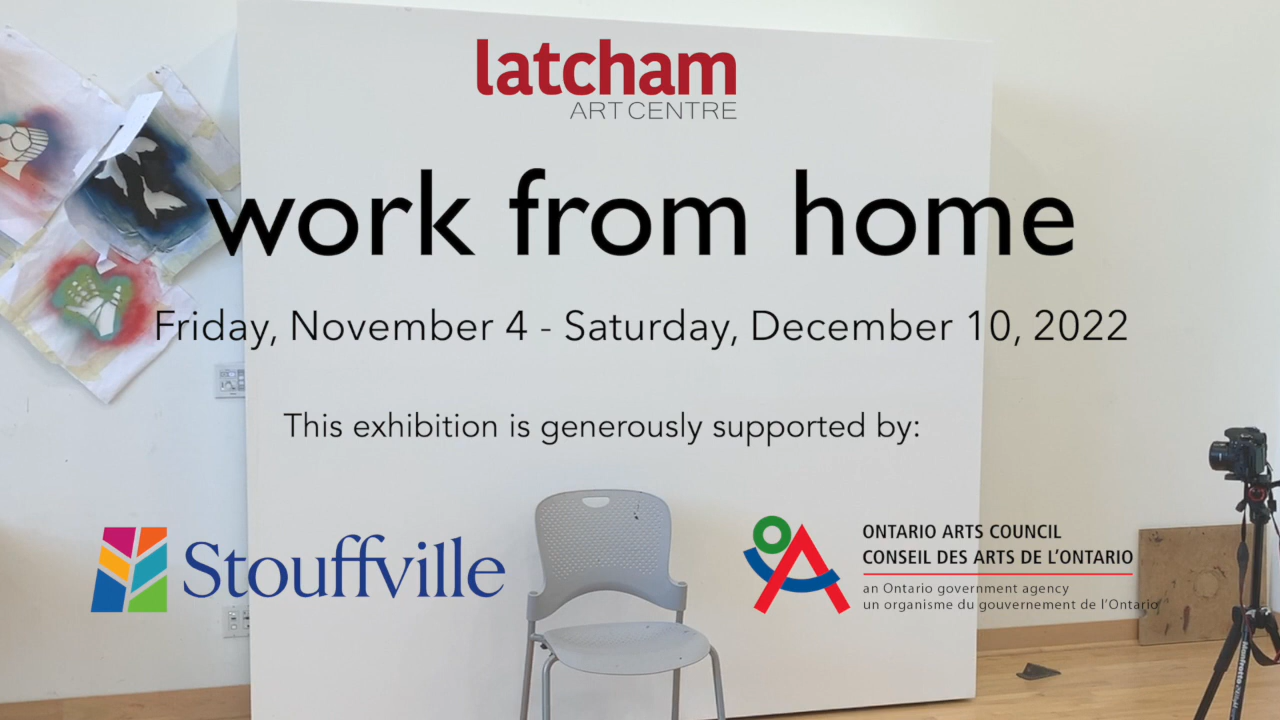 latcham
ART CENTRE
work from home
Friday, November 4 - Saturday, December 10, 2022
This exhibition is generously supported by:
Stouffville
ONTARIO ARTS COUNCIL
CONSEIL DES ARTS DE L'ONTARIO
an Ontario government agency
un organisme du gouvernement de l'Ontario
Manfrotto